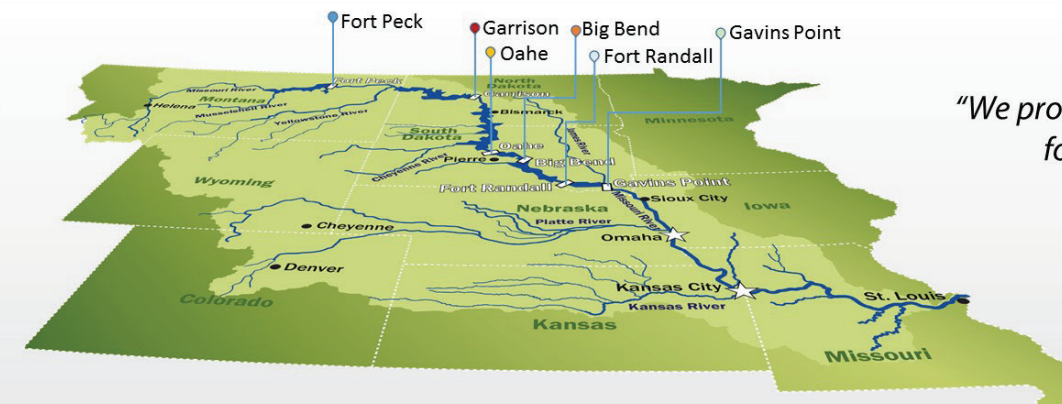 Fort Peck
Garrison
Big Bend
Gavins Point
Oahe
Fort Randall
"We pro
fo
Fort Peck
North
Dakota
Missouri River
Garrison
Montana
Helena
Musselshell River
Bismarck
Yellowstone River
Minnesota
James River
South
Dakota
Oahe
Pierre
Big Bend
Cheyenne River
Wyoming
Fort Randall
Gavins Point
Sioux City
Missouri River
Nebraska
Iowa
Platte River
Cheyenne
Omaha
Denver
Kansas City
St. Louis
Colorado
Kansas River
Kansas
Missouri